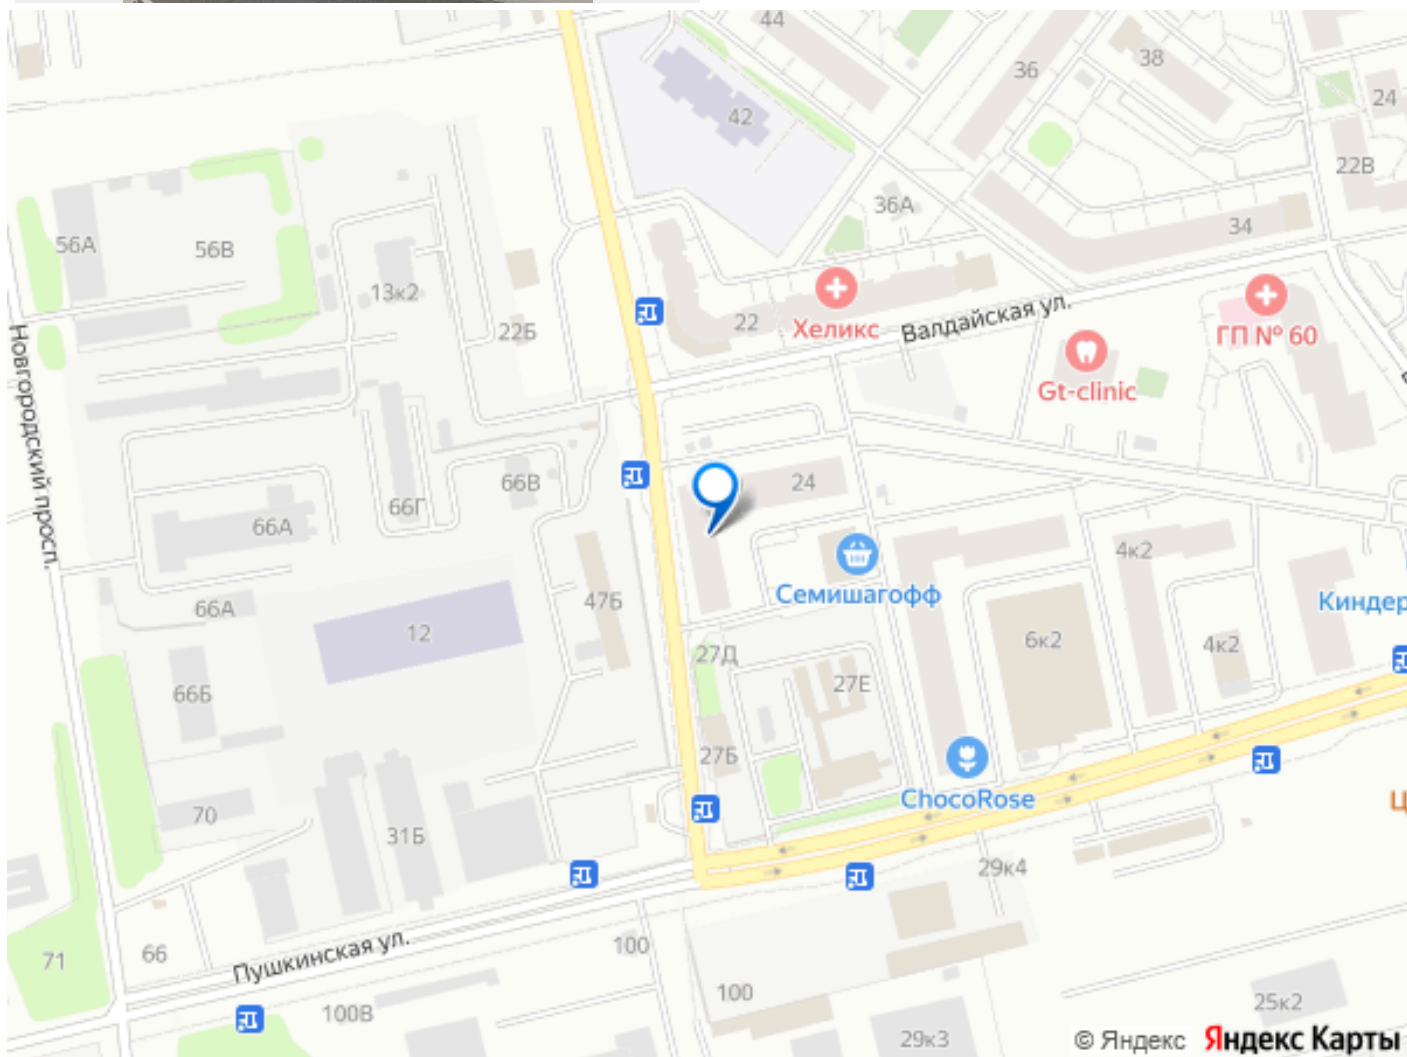 44
38
36
24
42
22В
36А
34
56А
56В
13к2
22Б
22
Хеликс
Валдайская ул.
ГП № 60
Gt-clinic
Новгородский просп.
66Г
66В
24
66А
4к2
Семишагофф
66А
47Б
12
Киндер
6к2
4к2
27Д
27Е
66Б
27Б
ChocoRose
70
31Б
Ц
29к4
71
66
Пушкинская ул.
100
100
100В
25к2
29к3
© Яндекс Яндекс Карты